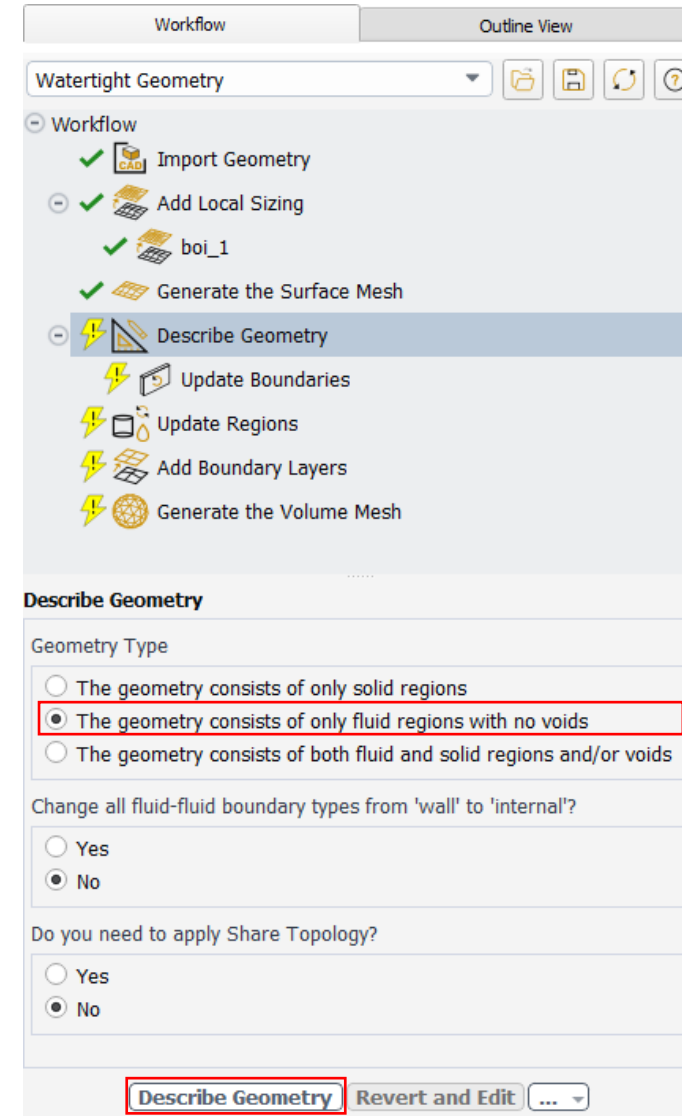 Workflow
Outline View
Watertight Geometry
Workflow
CAD Import Geometry
Add Local Sizing
boi_1
Generate the Surface Mesh
Describe Geometry
Update Boundaries
Update Regions
Add Boundary Layers
Generate the Volume Mesh
Describe Geometry
Geometry Type
The geometry consists of only solid regions
The geometry consists of only fluid regions with no voids
The geometry consists of both fluid and solid regions and/or voids
Change all fluid-fluid boundary types from 'wall' to 'internal'?
Yes
No
Do you need to apply Share Topology?
Yes
No
Describe Geometry Revert and Edit ...